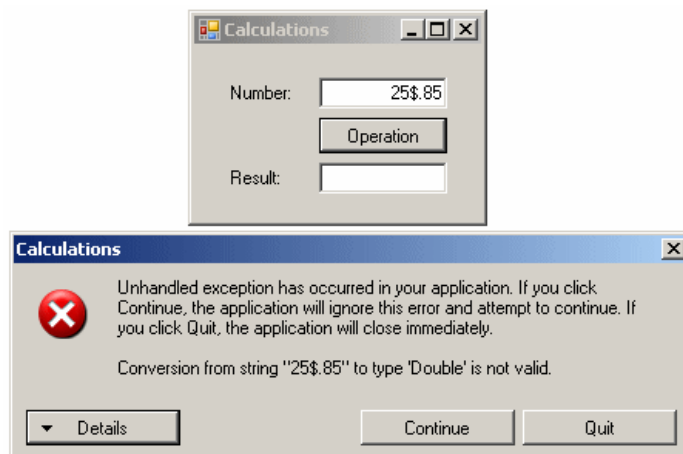 Calculations
Number: 25$.85
Operation
Result:
Calculations
Unhandled exception has occurred in your application. If you click
Continue, the application will ignore this error and attempt to continue. If
you click Quit, the application will close immediately.
Conversion from string "25$.85" to type 'Double' is not valid.
Details Continue Quit